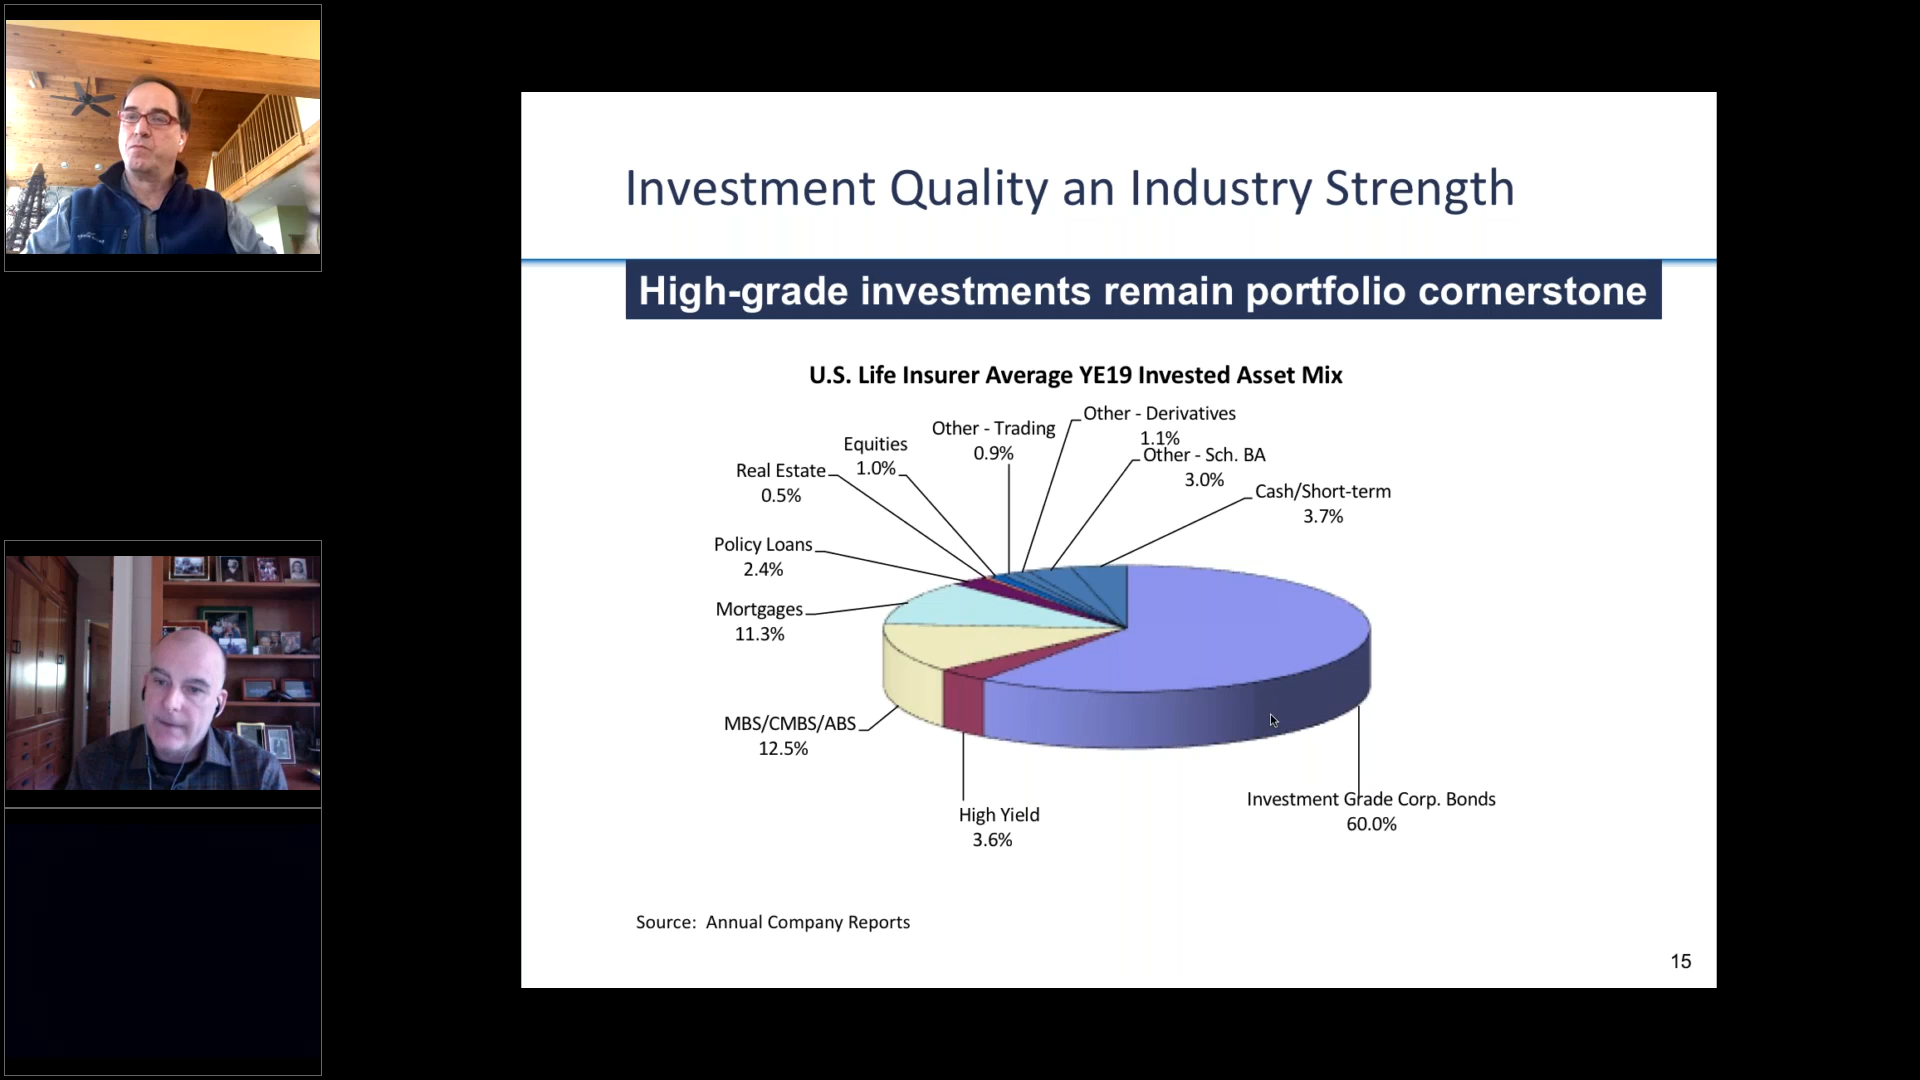 Investment Quality an Industry Strength
High-grade investments remain portfolio cornerstone
U.S. Life Insurer Average YE19 Invested Asset Mix
Other - Derivatives
1.1%
Other - Trading
0.9%
Equities
1.0%
Other - Sch. BA
3.0%
Real Estate
0.5%
Cash/Short-term
3.7%
Policy Loans
2.4%
Mortgages
11.3%
MBS/CMBS/ABS
12.5%
Investment Grade Corp. Bonds
60.0%
High Yield
3.6%
Source: Annual Company Reports
15